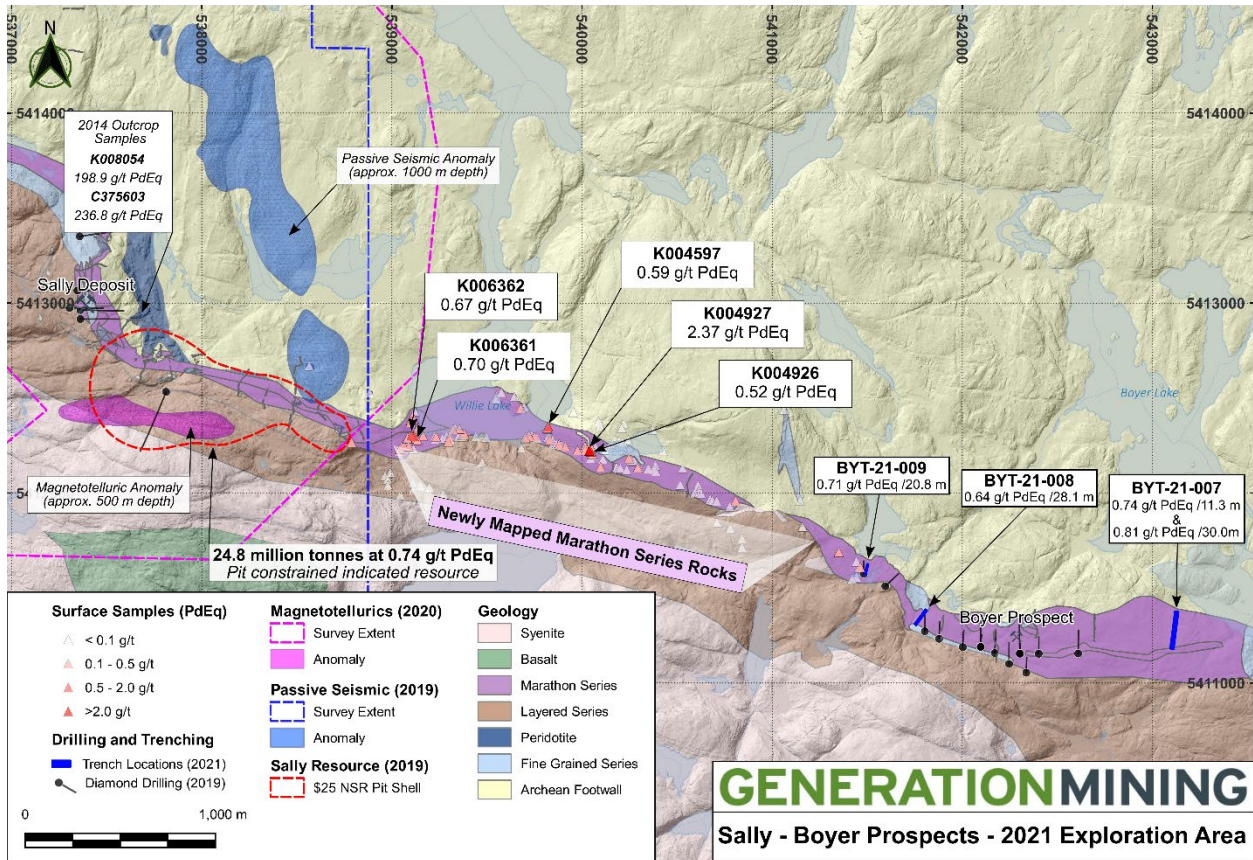 537000
538000
539000
540000
541000
542000
543000
N
5414000
5414000
2014 Outcrop
Samples
K008054
198.9 g/t PdEq
C375603
236.8 g/t PdEq
Passive Seismic Anomaly
(approx. 1000 m depth)
K004597
0.59 g/t PdEq
K006362
0.67 g/t PdEq
K004927
2.37 g/t PdEq
Sally Deposit
5413000
5413000
K006361
0.70 g/t PdEq
K004926
0.52 g/t PdEq
Boyer Lake
Willie Lake
BYT-21-009
0.71 g/t PdEq /20.8 m
BYT-21-008
0.64 g/t PdEq /28.1 m
BYT-21-007
0.74 g/t PdEq /11.3 m
&
0.81 g/t PdEq /30.0m
Magnetotelluric Anomaly
(approx. 500 m depth)
Newly Mapped Marathon Series Rocks
24.8 million tonnes at 0.74 g/t PdEq
Pit constrained indicated resource
Boyer Prospect
5411000
Surface Samples (PdEq)
< 0.1 g/t
0.1 - 0.5 g/t
0.5 - 2.0 g/t
>2.0 g/t
Drilling and Trenching
Trench Locations (2021)
Diamond Drilling (2019)
0
1,000 m
Magnetotellurics (2020)
Survey Extent
Anomaly
Passive Seismic (2019)
Survey Extent
Anomaly
Sally Resource (2019)
$25 NSR Pit Shell
Geology
Syenite
Basalt
Marathon Series
Layered Series
Peridotite
Fine Grained Series
Archean Footwall
GENERATIONMINING
Sally - Boyer Prospects - 2021 Exploration Area